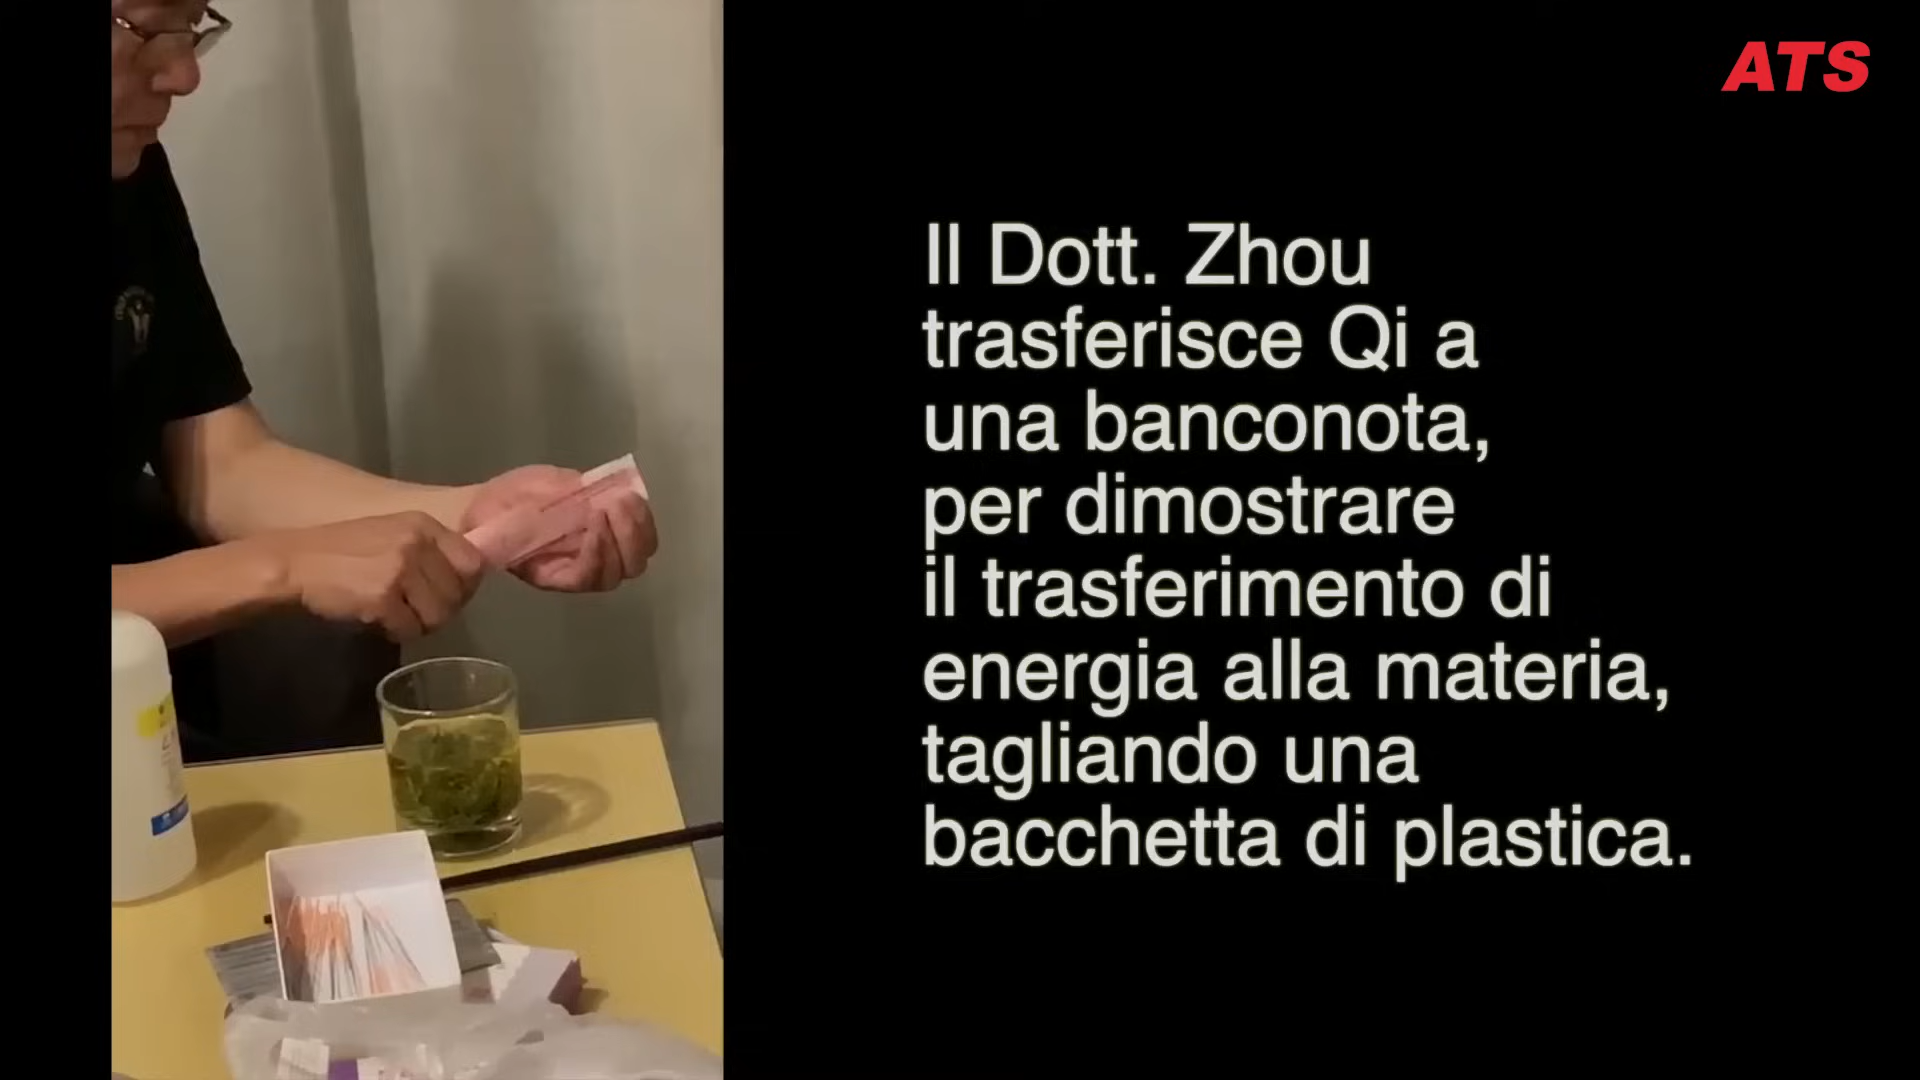 ATS
Il Dott. Zhou
trasferisce Qi a
una banconota,
per dimostrare
il trasferimento di
energia alla materia,
tagliando una
bacchetta di plastica.